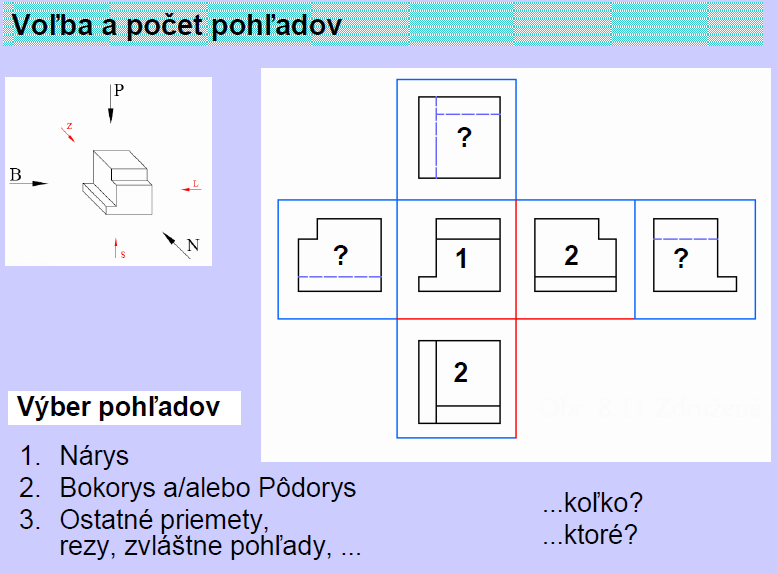 Voľba a počet pohľadov
P
z
B
L
s
N
?
?
1
2
?
2
Výber pohľadov
1. Nárys
2. Bokorys a/alebo Pôdorys
3. Ostatné priemety,
rezy, zvláštne pohľady, ...
...koľko?
...ktoré?